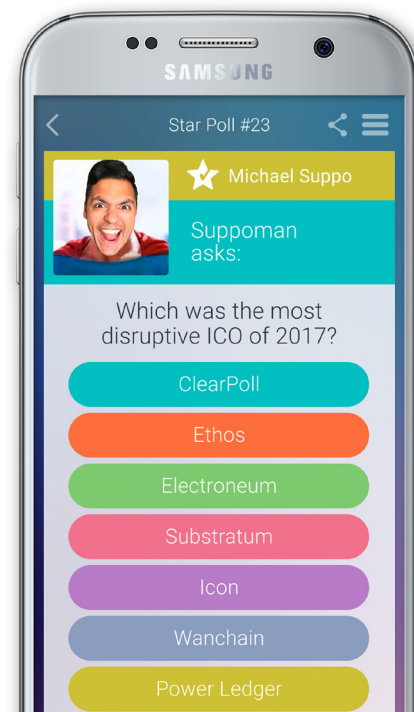 SAMSUNG
Star Poll #23
Michael Suppo
Suppoman
asks:
Which was the most
disruptive ICO of 2017?
ClearPoll
Ethos
Electroneum
Substratum
Icon
Wanchain
Power Ledger